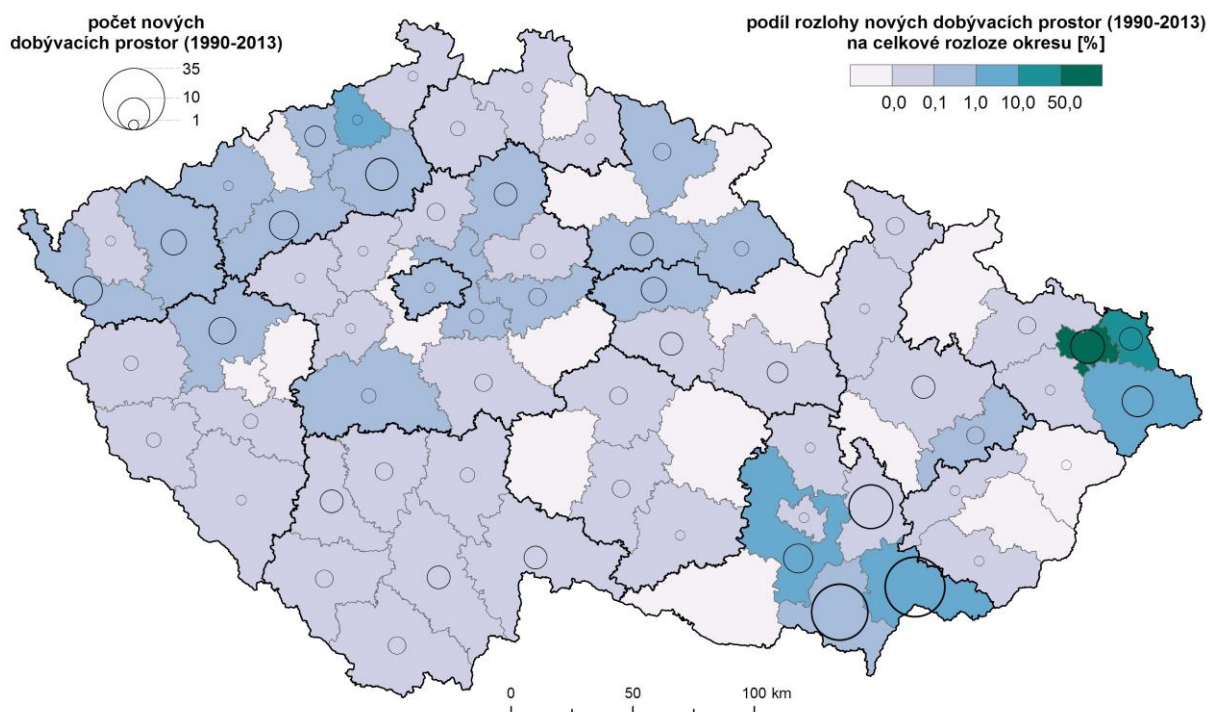 počet nových
dobývacích prostor (1990-2013)
35
10
1
podíl rozlohy nových dobývacích prostor (1990-2013)
na celkové rozloze okresu [%]
0,0 0,1 1,0 10,0 50,0
0 50 100 km